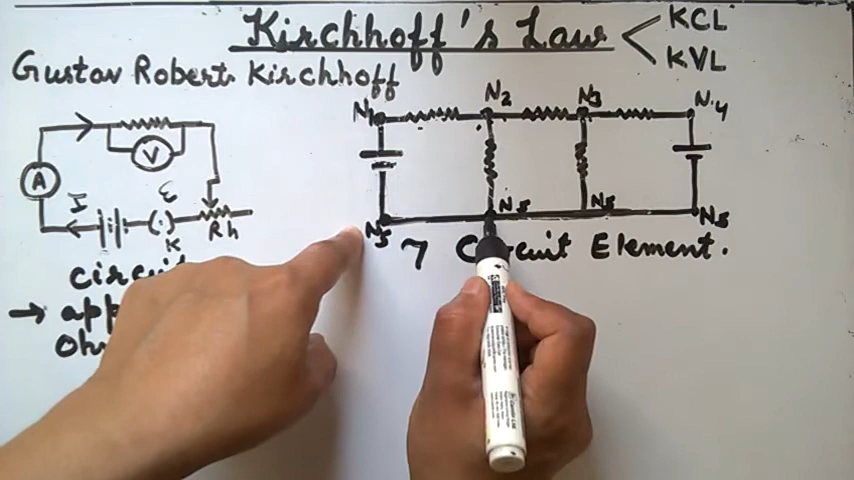 Kirchhoff's Law < KCL
KVL
Gustav Robert Kirchhoff
N1 N2 N3 N4
V
A
I
ε
K
Rh
N5 N5 N5 N5
7 Circuit Element.
circui
→ app
Oh